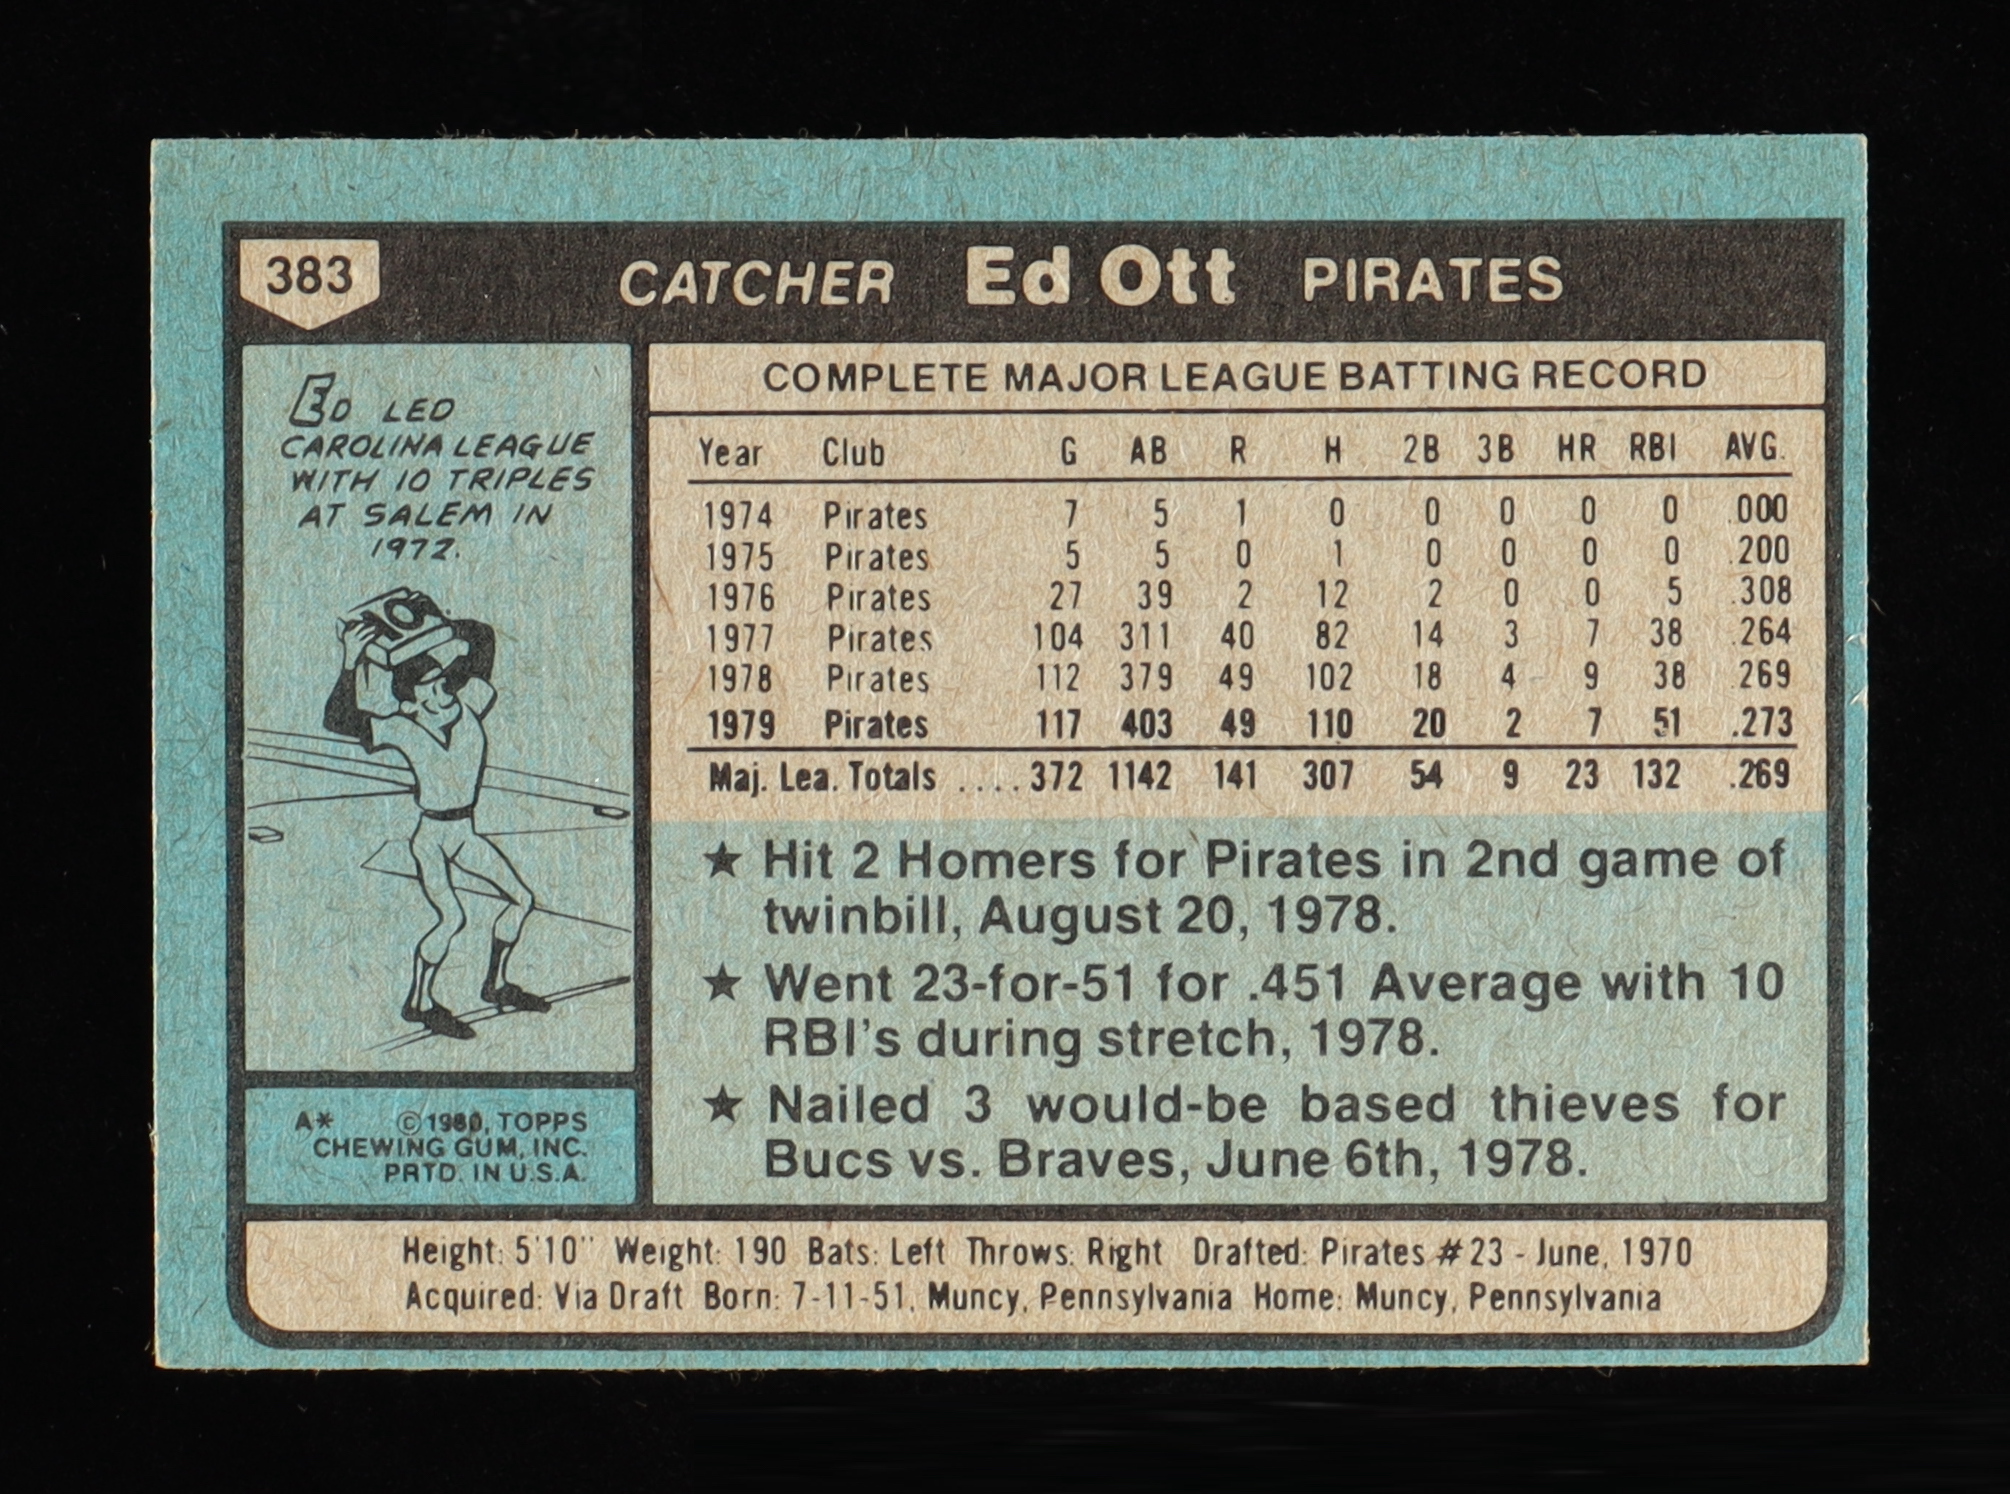 383 CATCHER Ed Ott PIRATES
ED LED
CAROLINA LEAGUE
WITH 10 TRIPLES
AT SALEM IN
1972.
10
A* ©1980, TOPPS
CHEWING GUM, INC.
PRTD. IN U.S.A.
COMPLETE MAJOR LEAGUE BATTING RECORD
Year Club G AB R H 2B 3B HR RBI AVG.
1974 Pirates 7 5 1 0 0 0 0 0 .000
1975 Pirates 5 5 0 1 0 0 0 0 .200
1976 Pirates 27 39 2 12 2 0 0 5 .308
1977 Pirates 104 311 40 82 14 3 7 38 .264
1978 Pirates 112 379 49 102 18 4 9 38 .269
1979 Pirates 117 403 49 110 20 2 7 51 .273
Maj. Lea. Totals .... 372 1142 141 307 54 9 23 132 .269
★ Hit 2 Homers for Pirates in 2nd game of
twinbill, August 20, 1978.
★ Went 23-for-51 for .451 Average with 10
RBI's during stretch, 1978.
★ Nailed 3 would-be based thieves for
Bucs vs. Braves, June 6th, 1978.
Height: 5'10" Weight: 190 Bats: Left Throws: Right Drafted: Pirates #23 - June, 1970
Acquired: Via Draft Born: 7-11-51, Muncy, Pennsylvania Home: Muncy, Pennsylvania